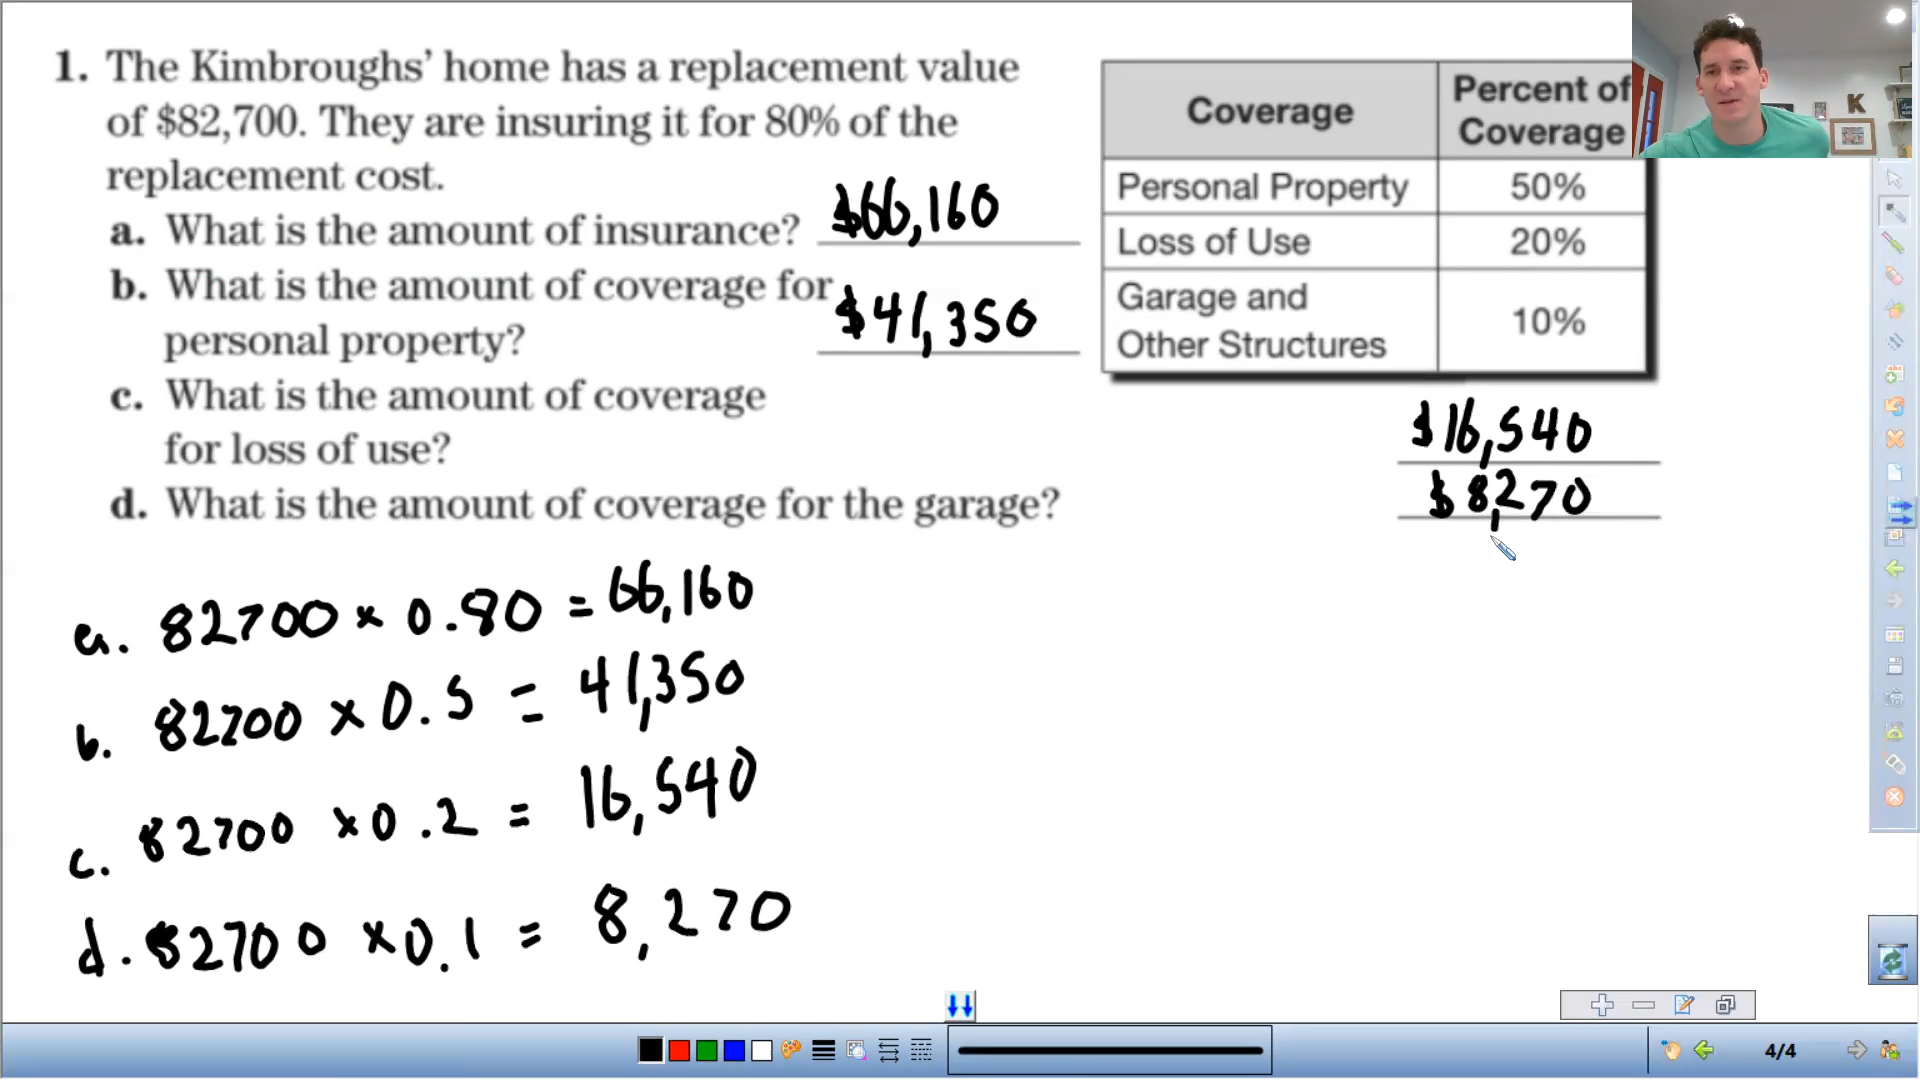 1. The Kimbroughs’ home has a replacement value
of $82,700. They are insuring it for 80% of the
replacement cost.
a. What is the amount of insurance? $66,160
b. What is the amount of coverage for
personal property? $41,350
c. What is the amount of coverage
for loss of use? $16,540
d. What is the amount of coverage for the garage? $8,270
Coverage Percent of Coverage
Personal Property 50%
Loss of Use 20%
Garage and Other Structures 10%
a. 82700 × 0.80 = 66,160
b. 82700 × 0.5 = 41,350
c. 82700 × 0.2 = 16,540
d. 82700 × 0.1 = 8,270
K
4/4